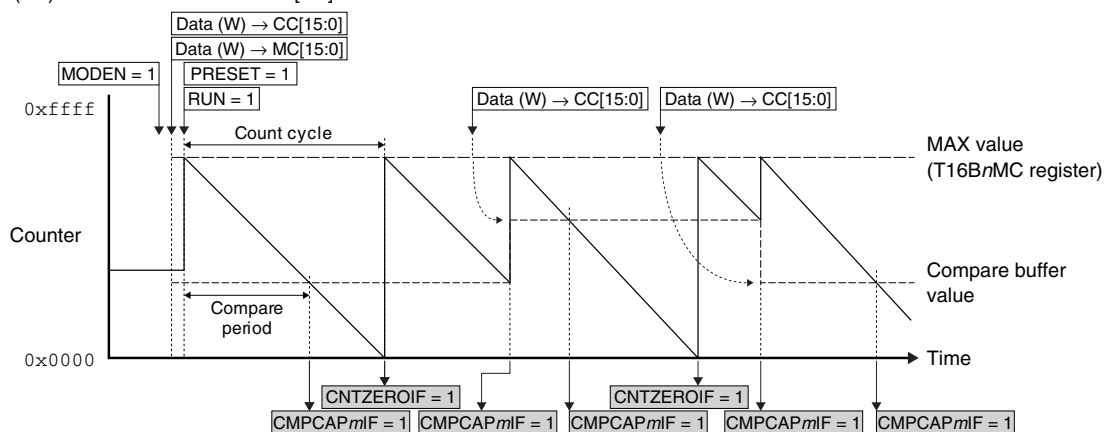 Data (W) → CC[15:0]
Data (W) → MC[15:0]
MODEN = 1
PRESET = 1
RUN = 1
Data (W) → CC[15:0]
Data (W) → CC[15:0]
0xffff
Count cycle
MAX value
(T16BnMC register)
Counter
Compare
period
Compare buffer
value
0x0000
Time
CNTZEROIF = 1
CNTZEROIF = 1
CMPCAPmIF = 1
CMPCAPmIF = 1
CMPCAPmIF = 1
CMPCAPmIF = 1
CMPCAPmIF = 1